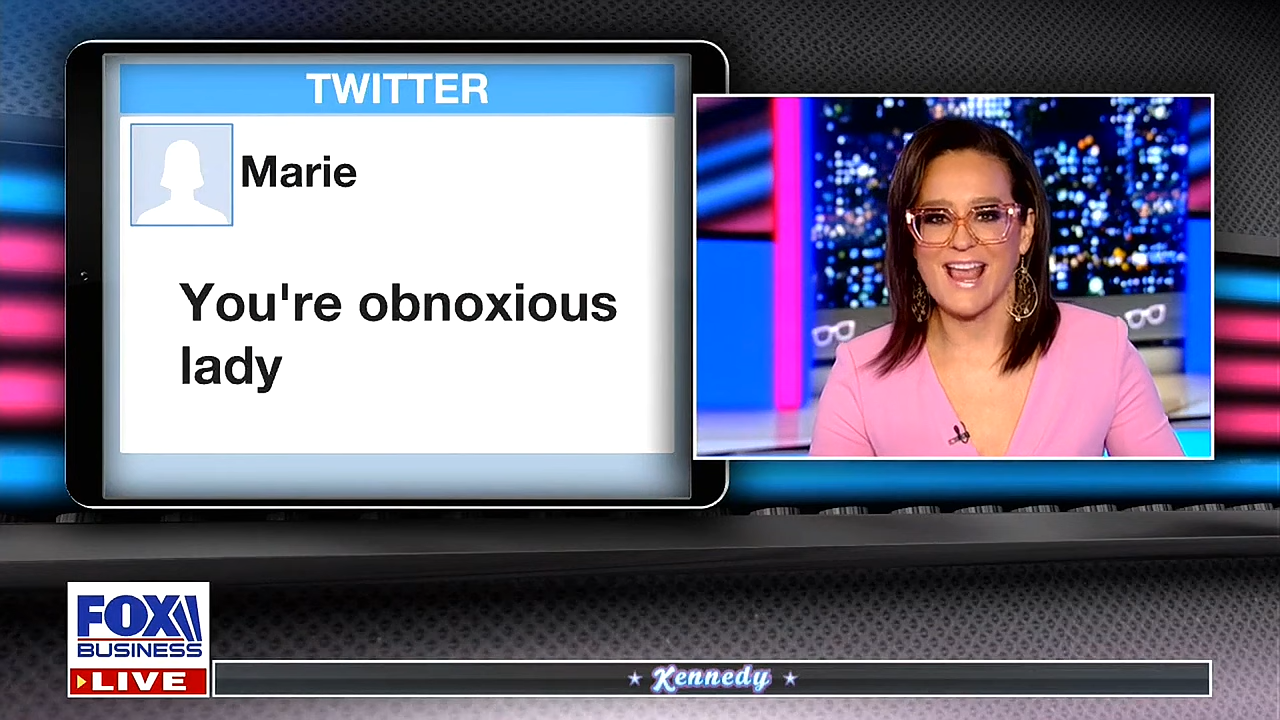 TWITTER
Marie
You're obnoxious
lady
FOX
BUSINESS
LIVE
Kennedy